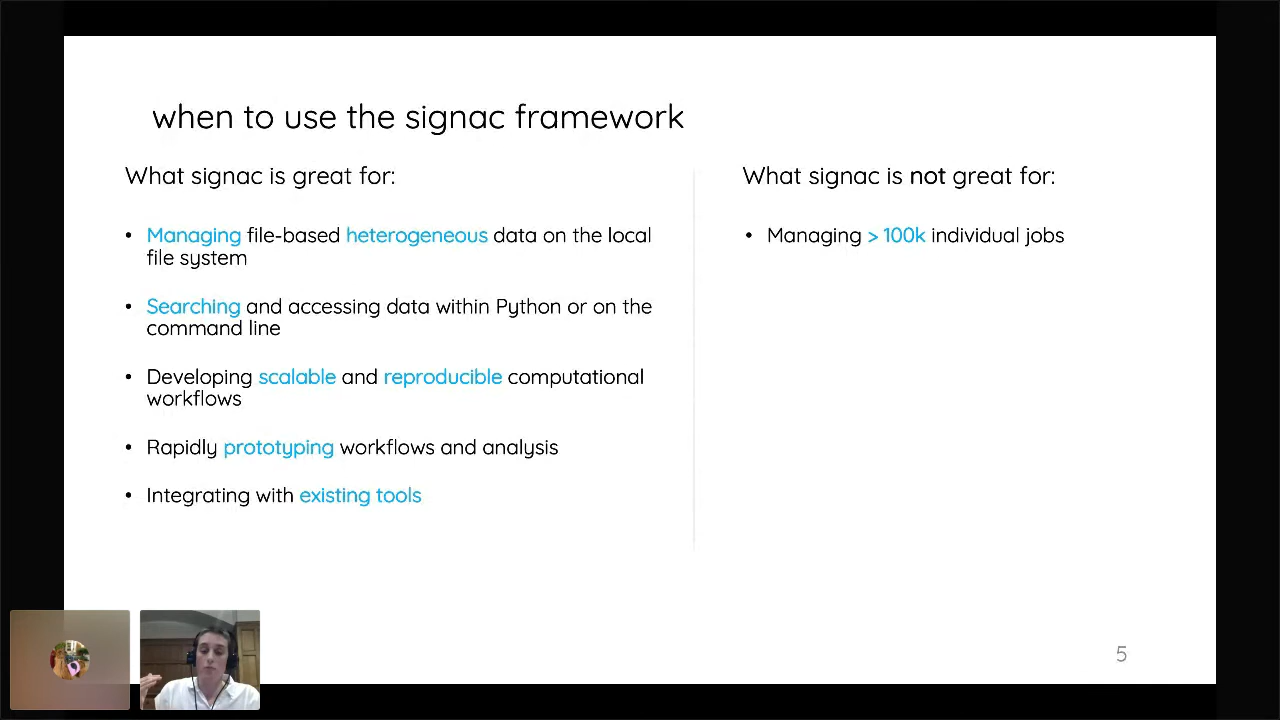 when to use the signac framework
What signac is great for:
• Managing file-based heterogeneous data on the local
file system
• Searching and accessing data within Python or on the
command line
• Developing scalable and reproducible computational
workflows
• Rapidly prototyping workflows and analysis
• Integrating with existing tools
What signac is not great for:
• Managing > 100k individual jobs
5